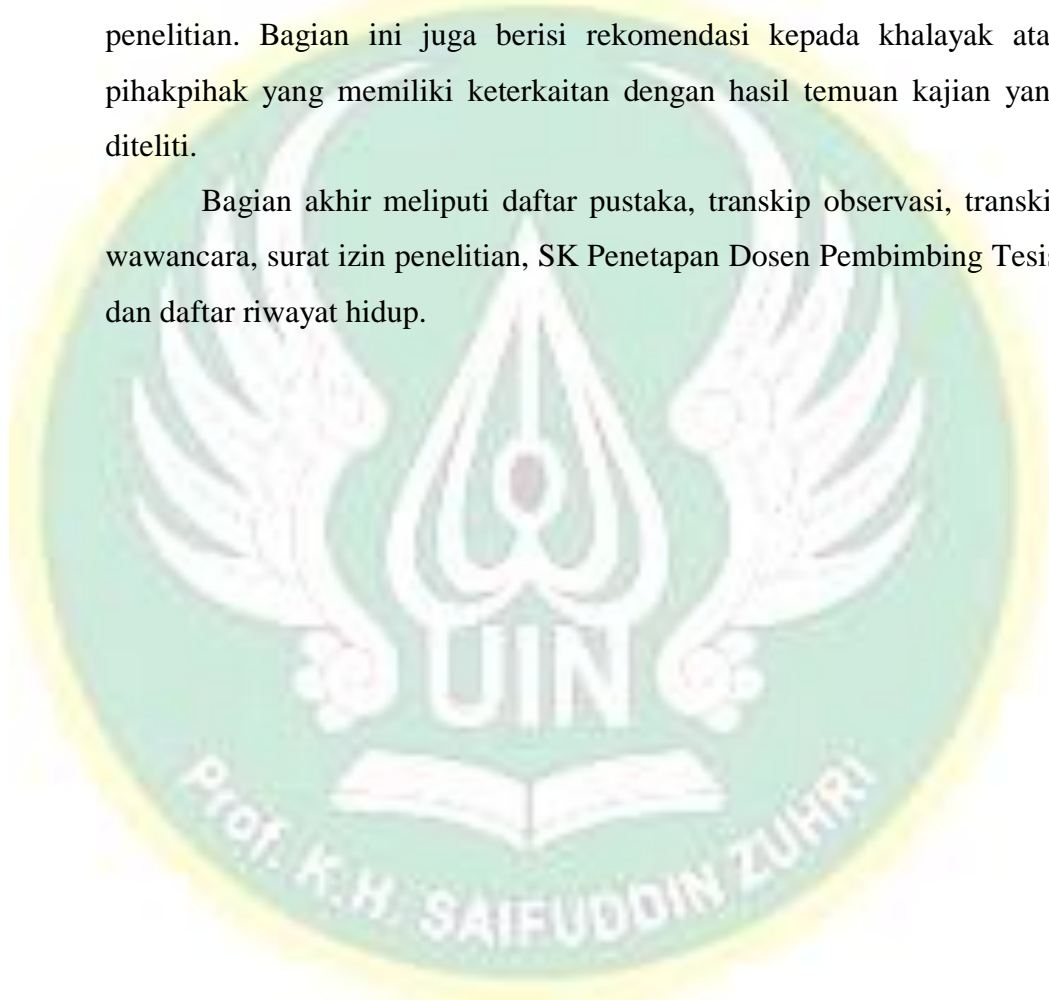 penelitian. Bagian ini juga berisi rekomendasi kepada khalayak ata
pihakpihak yang memiliki keterkaitan dengan hasil temuan kajian yan
diteliti.
Bagian akhir meliputi daftar pustaka, transkip observasi, transki
wawancara, surat izin penelitian, SK Penetapan Dosen Pembimbing Tesis
dan daftar riwayat hidup.
UIN
Prof. K.H. SAIFUDDIN ZUHRI